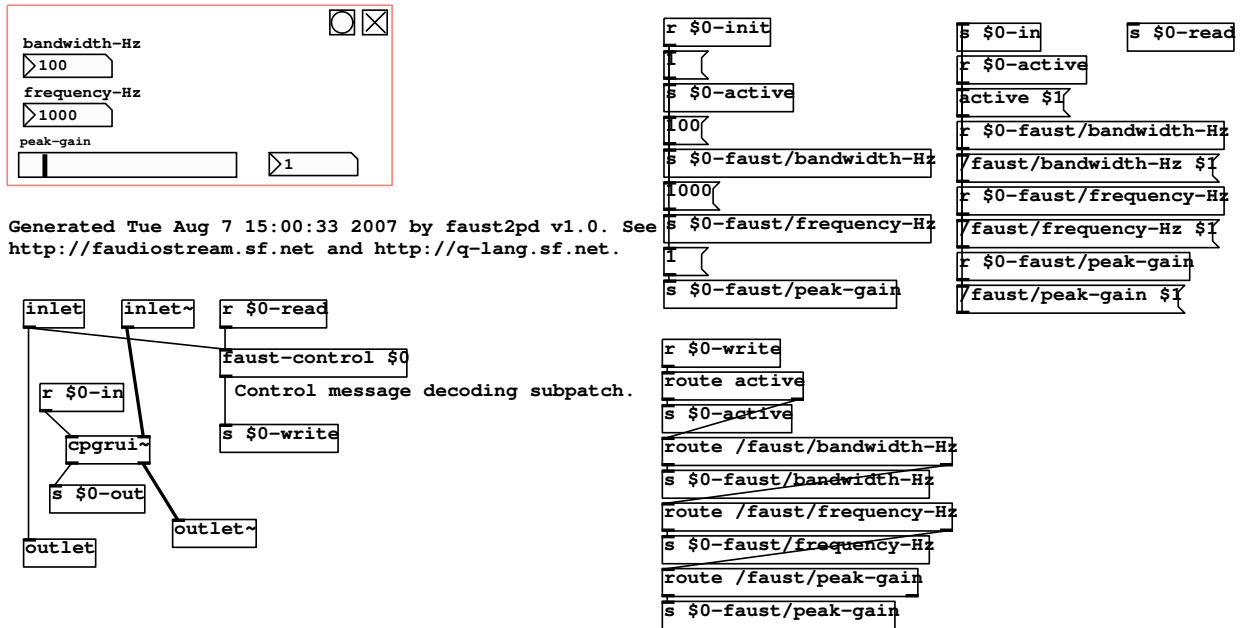 bandwidth-Hz
100
frequency-Hz
1000
peak-gain
1
Generated Tue Aug 7 15:00:33 2007 by faust2pd v1.0. See
http://faudiostream.sf.net and http://q-lang.sf.net.
inlet
inlet~
r $0-read
faust-control $0
Control message decoding subpatch.
r $0-in
s $0-write
cpgrui~
s $0-out
outlet~
outlet
r $0-init
1
s $0-active
100
s $0-faust/bandwidth-Hz
1000
s $0-faust/frequency-Hz
1
s $0-faust/peak-gain
s $0-in
s $0-read
r $0-active
active $1
r $0-faust/bandwidth-Hz
/faust/bandwidth-Hz $1
r $0-faust/frequency-Hz
/faust/frequency-Hz $1
r $0-faust/peak-gain
/faust/peak-gain $1
r $0-write
route active
s $0-active
route /faust/bandwidth-Hz
s $0-faust/bandwidth-Hz
route /faust/frequency-Hz
s $0-faust/frequency-Hz
route /faust/peak-gain
s $0-faust/peak-gain